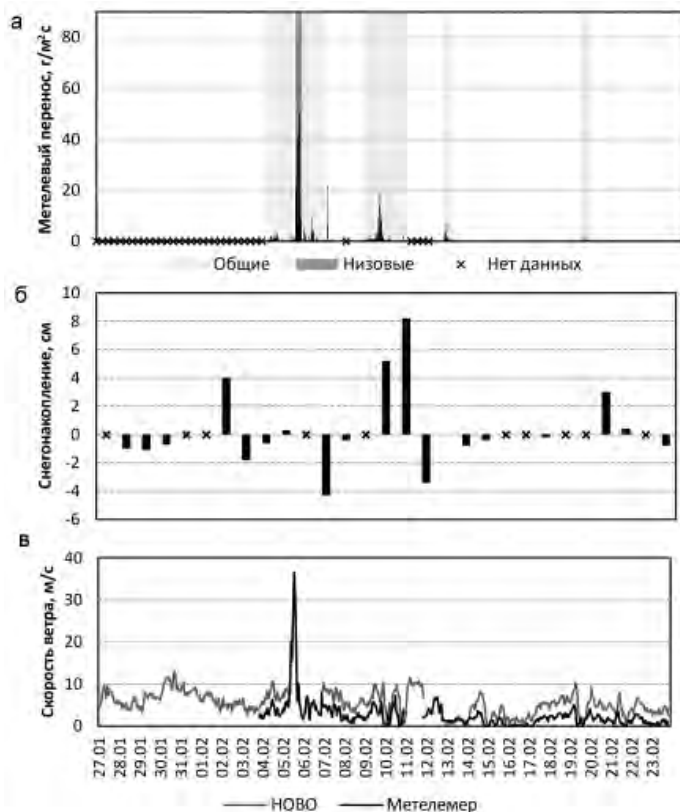 а
Метелевый перенос, г/м²с
80
60
40
20
0
Общие Низовые × Нет данных
б
Снегонакопление, см
10
8
6
4
2
0
-2
-4
-6
в
Скорость ветра, м/с
40
30
20
10
0
27.01 28.01 29.01 30.01 31.01 01.02 02.02 03.02 04.02 05.02 06.02 07.02 08.02 10.02 11.02 12.02 13.02 14.02 15.02 16.02 17.02 18.02 19.02 20.02 21.02 22.02 23.02
НОВО Метелемер